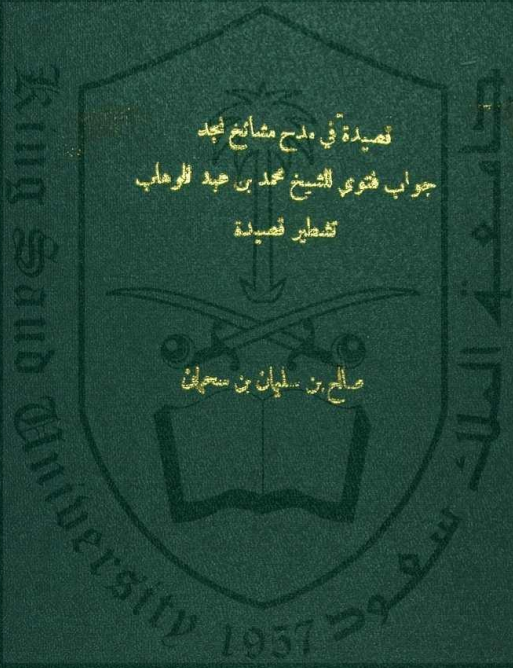 قصيدة في مدح مشائخ نجد
جواب فتوي للشيخ محمد بن عبد الوهاب
تشطير قصيدة
صالح بن سليمان بن سحمان
King Saud University 1957
جامعة الملك سعود